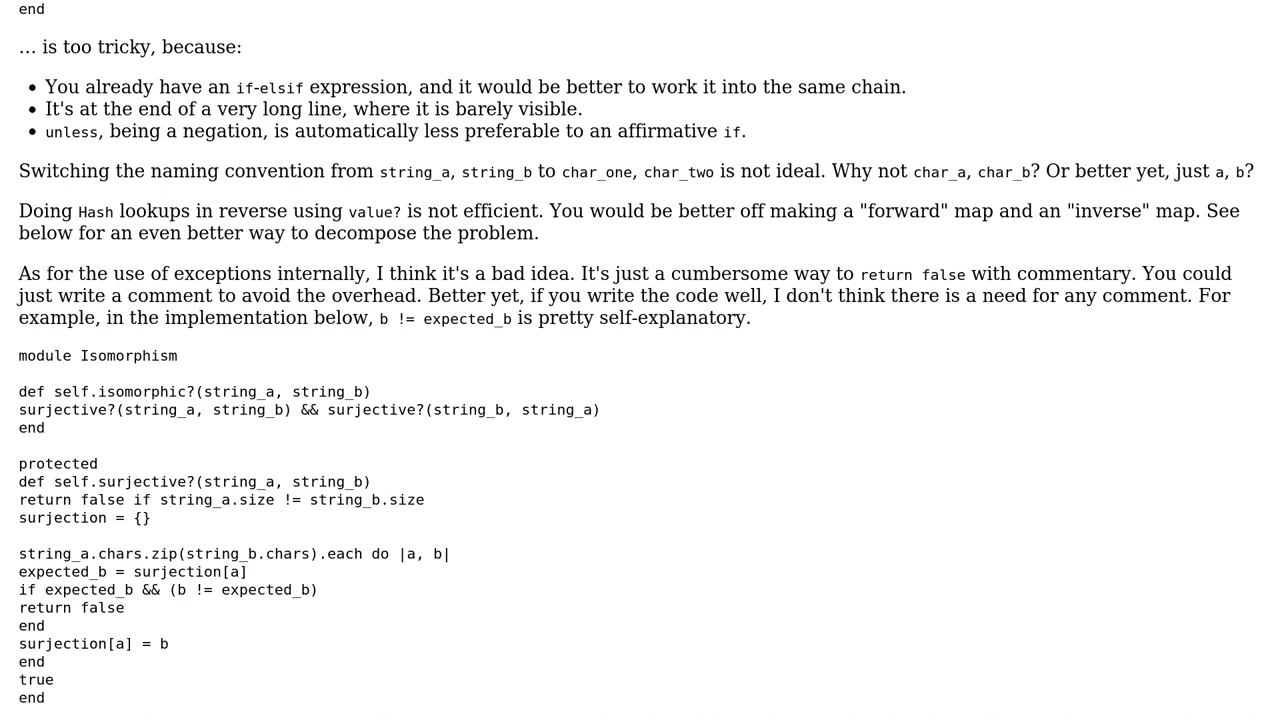 end
… is too tricky, because:
• You already have an if-elsif expression, and it would be better to work it into the same chain.
• It's at the end of a very long line, where it is barely visible.
• unless, being a negation, is automatically less preferable to an affirmative if.
Switching the naming convention from string_a, string_b to char_one, char_two is not ideal. Why not char_a, char_b? Or better yet, just a, b?
Doing Hash lookups in reverse using value? is not efficient. You would be better off making a "forward" map and an "inverse" map. See
below for an even better way to decompose the problem.
As for the use of exceptions internally, I think it's a bad idea. It's just a cumbersome way to return false with commentary. You could
just write a comment to avoid the overhead. Better yet, if you write the code well, I don't think there is a need for any comment. For
example, in the implementation below, b != expected_b is pretty self-explanatory.
module Isomorphism
def self.isomorphic?(string_a, string_b)
surjective?(string_a, string_b) && surjective?(string_b, string_a)
end
protected
def self.surjective?(string_a, string_b)
return false if string_a.size != string_b.size
surjection = {}
string_a.chars.zip(string_b.chars).each do |a, b|
expected_b = surjection[a]
if expected_b && (b != expected_b)
return false
end
surjection[a] = b
end
true
end